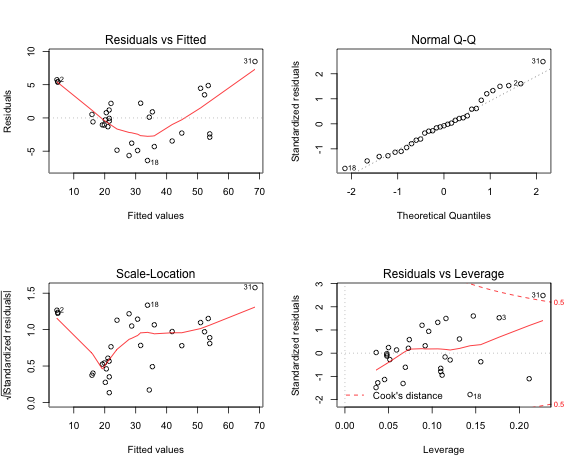 Residuals vs Fitted
Residuals
10
5
0
-5
2
18
31
10 20 30 40 50 60 70
Fitted values
Normal Q-Q
Standardized residuals
2
1
0
-1
31
2
18
-2 -1 0 1 2
Theoretical Quantiles
Scale-Location
√|Standardized residuals|
1.5
1.0
0.5
0.0
2
18
31
10 20 30 40 50 60 70
Fitted values
Residuals vs Leverage
Standardized residuals
3
2
1
0
-1
-2
31
3
18
0.5
0.5
Cook's distance
0.00 0.05 0.10 0.15 0.20
Leverage